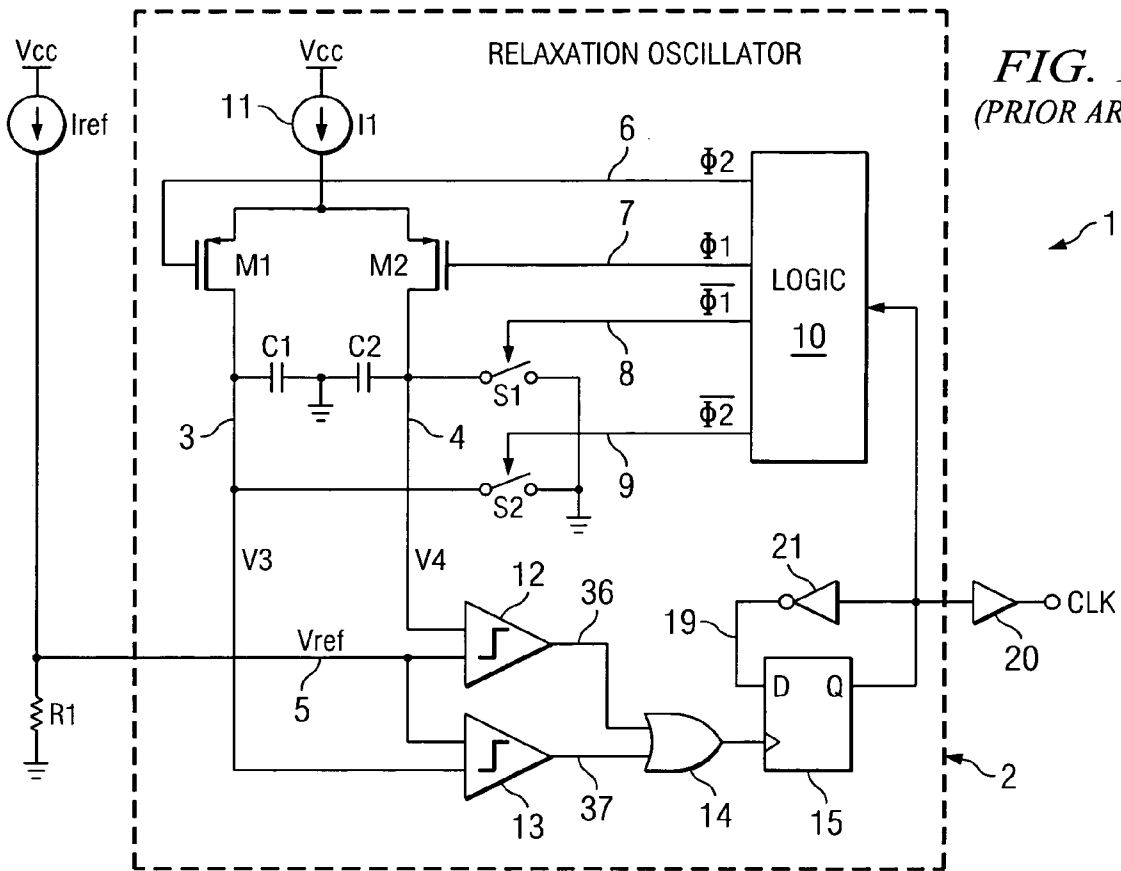 RELAXATION OSCILLATOR
FIG.
(PRIOR AR
Vcc
Vcc
Iref
11
I1
6
Φ2
7
Φ1
1
M1
M2
LOGIC
10
Φ1̅
8
C1
C2
S1
3
4
Φ2̅
9
S2
V3
V4
12
36
21
19
CLK
20
Vref
5
R1
D
Q
13
37
14
15
2